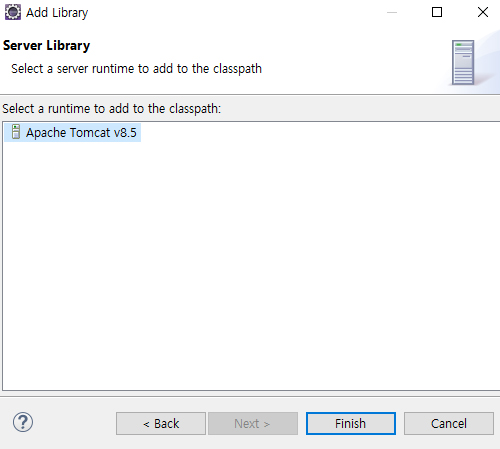 Add Library
Server Library
Select a server runtime to add to the classpath
Select a runtime to add to the classpath:
Apache Tomcat v8.5
?
< Back
Next >
Finish
Cancel